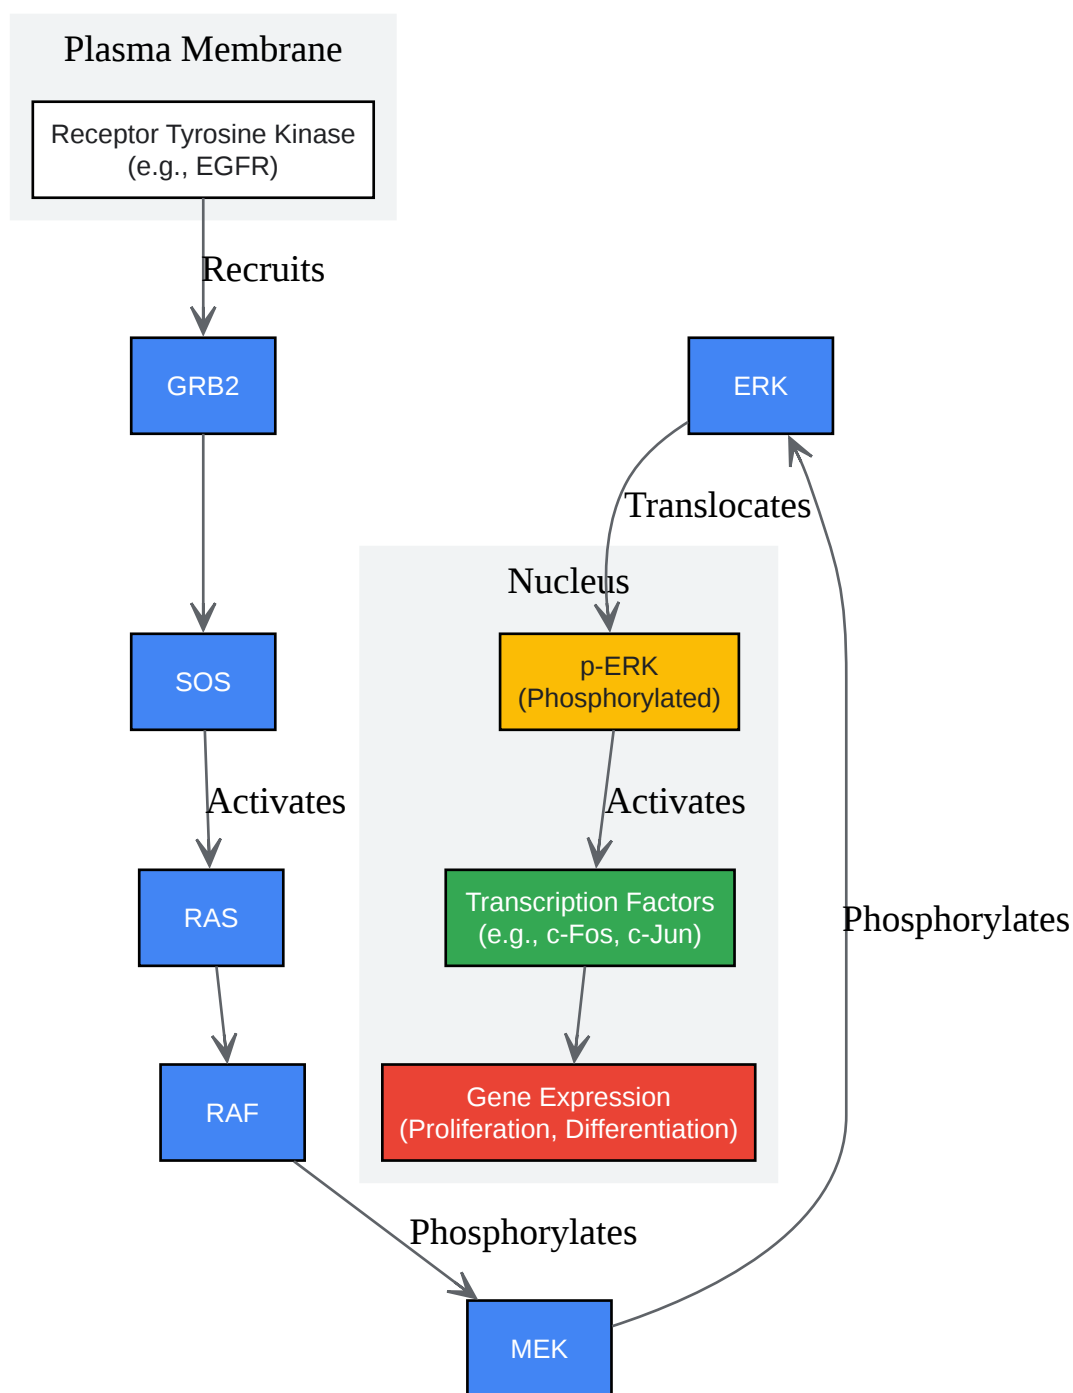 Plasma Membrane
Receptor Tyrosine Kinase
(e.g., EGFR)
Recruits
GRB2
ERK
Translocates
Nucleus
SOS
p-ERK
(Phosphorylated)
Activates
Activates
RAS
Transcription Factors
(e.g., c-Fos, c-Jun)
Phosphorylates
RAF
Gene Expression
(Proliferation, Differentiation)
Phosphorylates
MEK